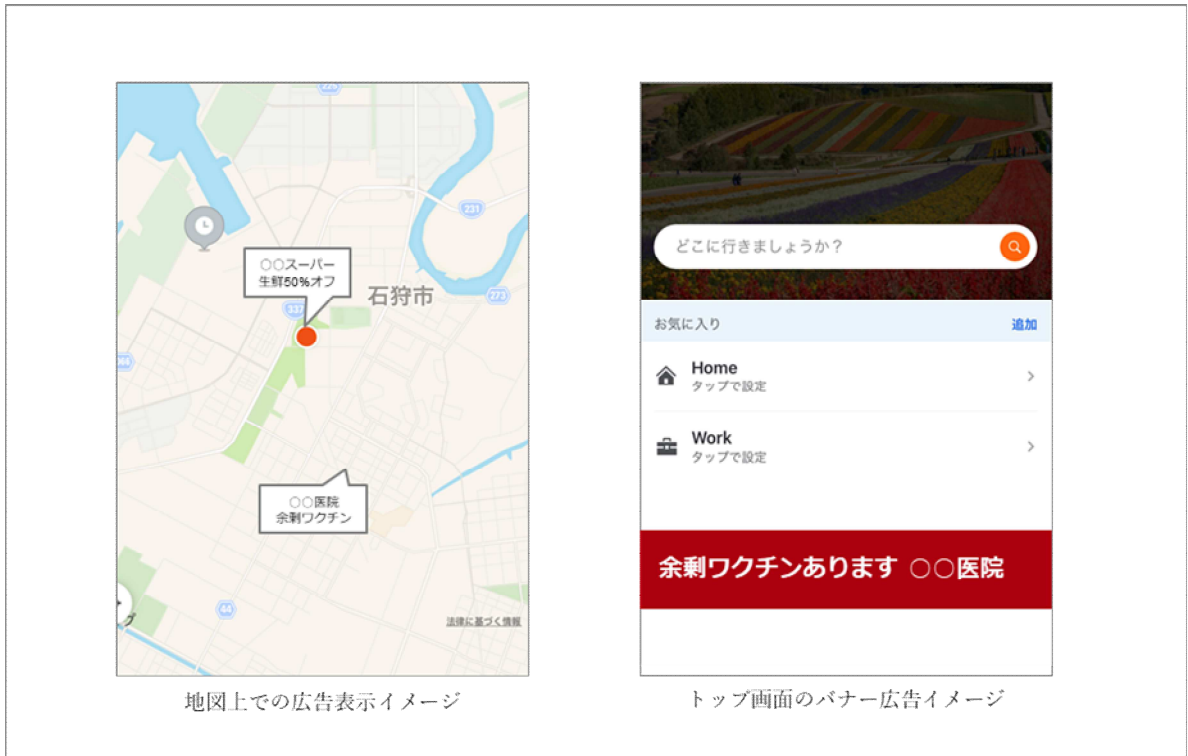 225
231
○○スーパー
生鮮50%オフ
石狩市
273
337
○○医院
余剰ワクチン
44
法律に基づく情報
地図上での広告表示イメージ
どこに行きましょうか？
お気に入り 追加
Home
タップで設定
Work
タップで設定
余剰ワクチンあります ○○医院
トップ画面のバナー広告イメージ